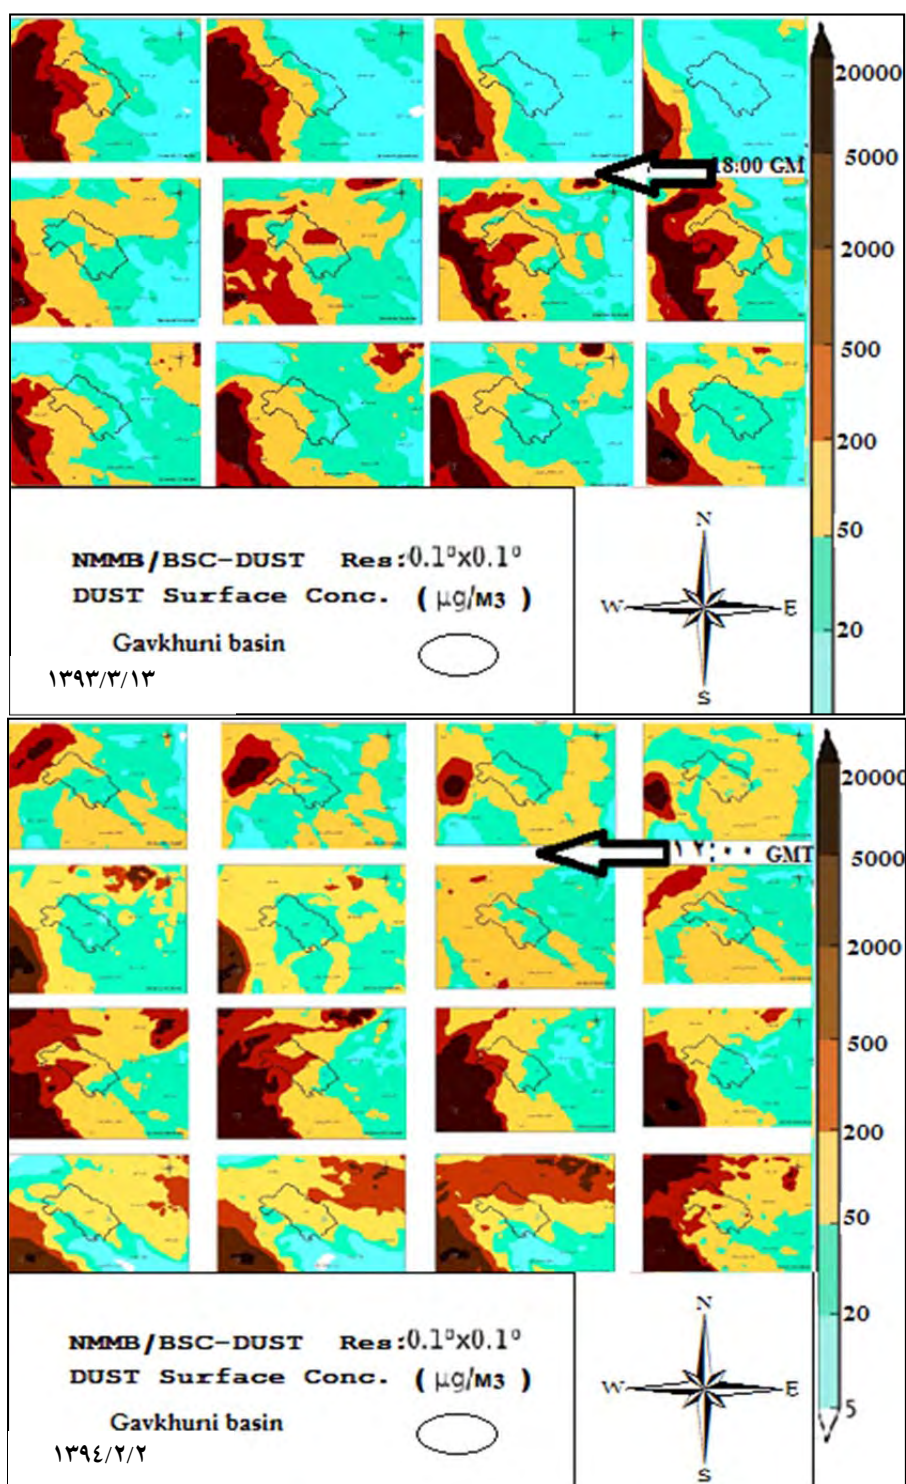 20000
5000
18:00 GM
2000
500
200
50
20
NMMB/BSC-DUST Res:0.1°x0.1°
DUST Surface Conc. ( µg/м3 )
Gavkhuni basin
۱۳۹۳/۳/۱۳
N
W E
S
20000
۱۲:۰۰ GMT
5000
2000
500
200
50
20
5
NMMB/BSC-DUST Res:0.1°x0.1°
DUST Surface Conc. ( µg/м3 )
Gavkhuni basin
۱۳۹٤/۲/۲
N
W E
S